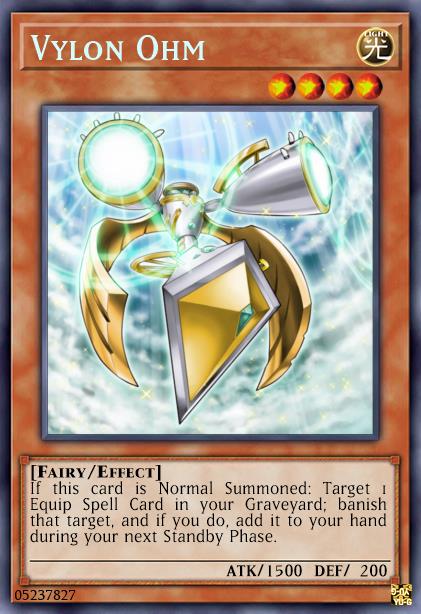 Vylon Ohm
LIGHT
光
[Fairy/Effect]
If this card is Normal Summoned: Target 1
Equip Spell Card in your Graveyard; banish
that target, and if you do, add it to your hand
during your next Standby Phase.
ATK/1500 DEF/ 200
05237827